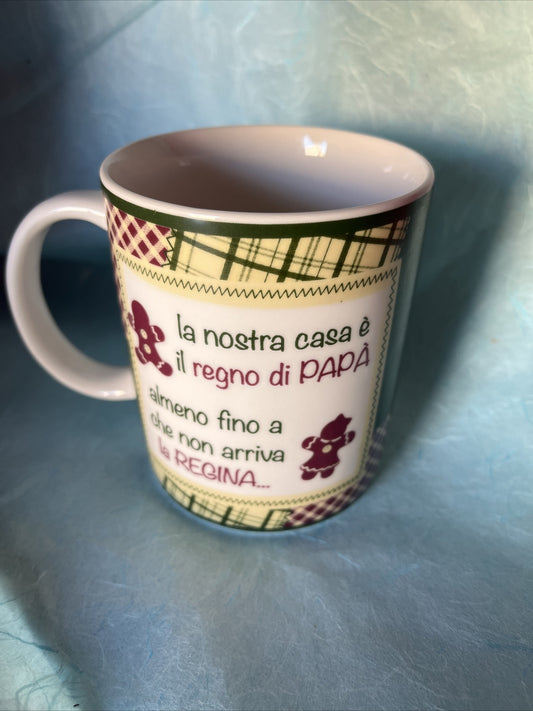 la nostra casa è
il regno di PAPÀ
almeno fino a
che non arriva
la REGINA...